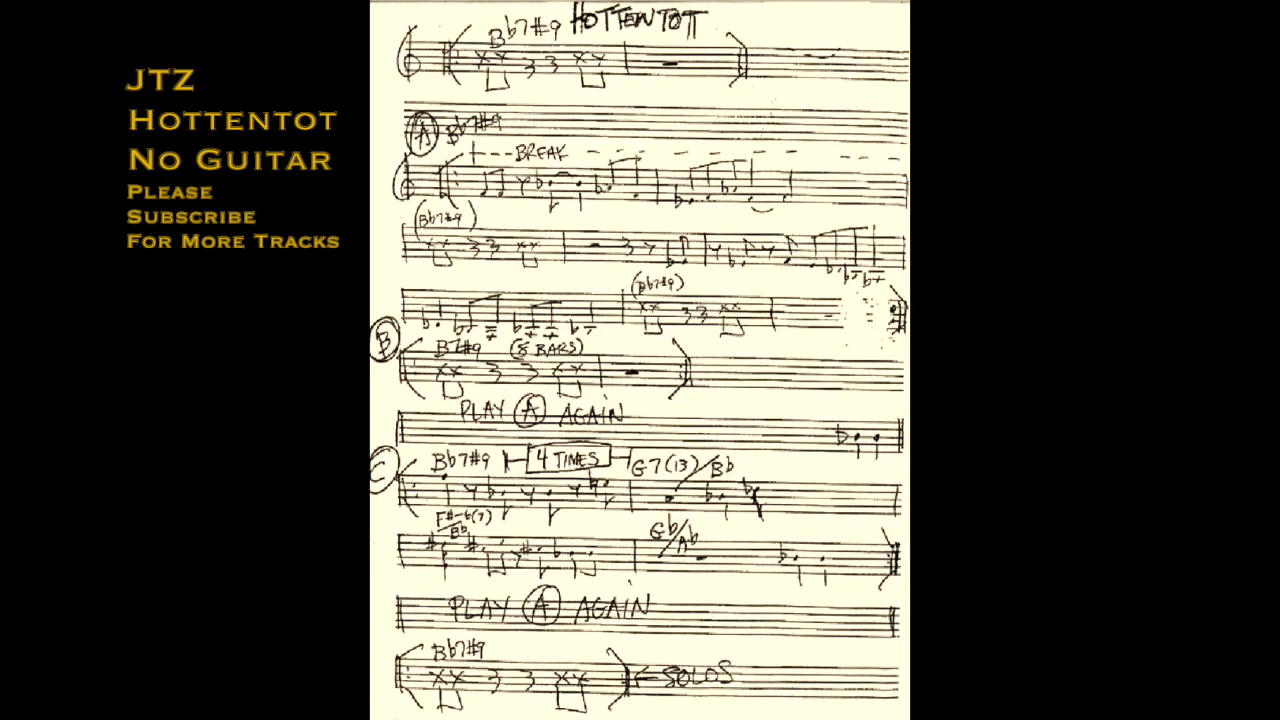 JTZ
Hottentot
No Guitar
Please
Subscribe
For More Tracks
HOTTENTOT
Bb7#9
A Bb7#9
BREAK
(Bb7#9)
(Bb7#9)
B
B7#9 (8 BARS)
PLAY A AGAIN
C
Bb7#9 4 TIMES G7(13)/Bb
F#-6(7)/Bb Gb/Ab
PLAY A AGAIN
Bb7#9
← SOLOS